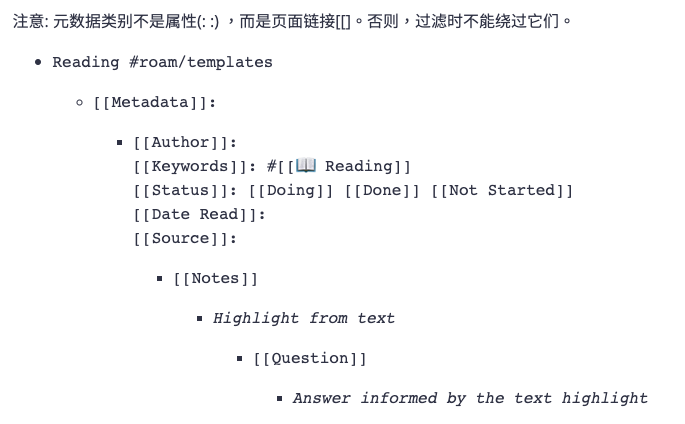 注意: 元数据类别不是属性(: :) ，而是页面链接[[]。否则，过滤时不能绕过它们。
Reading #roam/templates
[[Metadata]]:
[[Author]]:
[[Keywords]]: #[[📖 Reading]]
[[Status]]: [[Doing]] [[Done]] [[Not Started]]
[[Date Read]]:
[[Source]]:
[[Notes]]
Highlight from text
[[Question]]
Answer informed by the text highlight